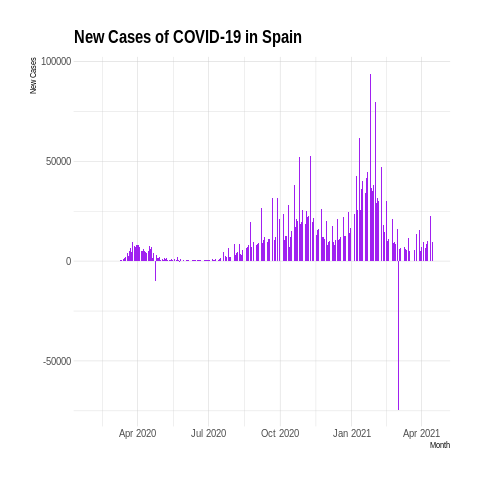 New Cases of COVID-19 in Spain
New Cases
100000
50000
0
-50000
Apr 2020 Jul 2020 Oct 2020 Jan 2021 Apr 2021
Month